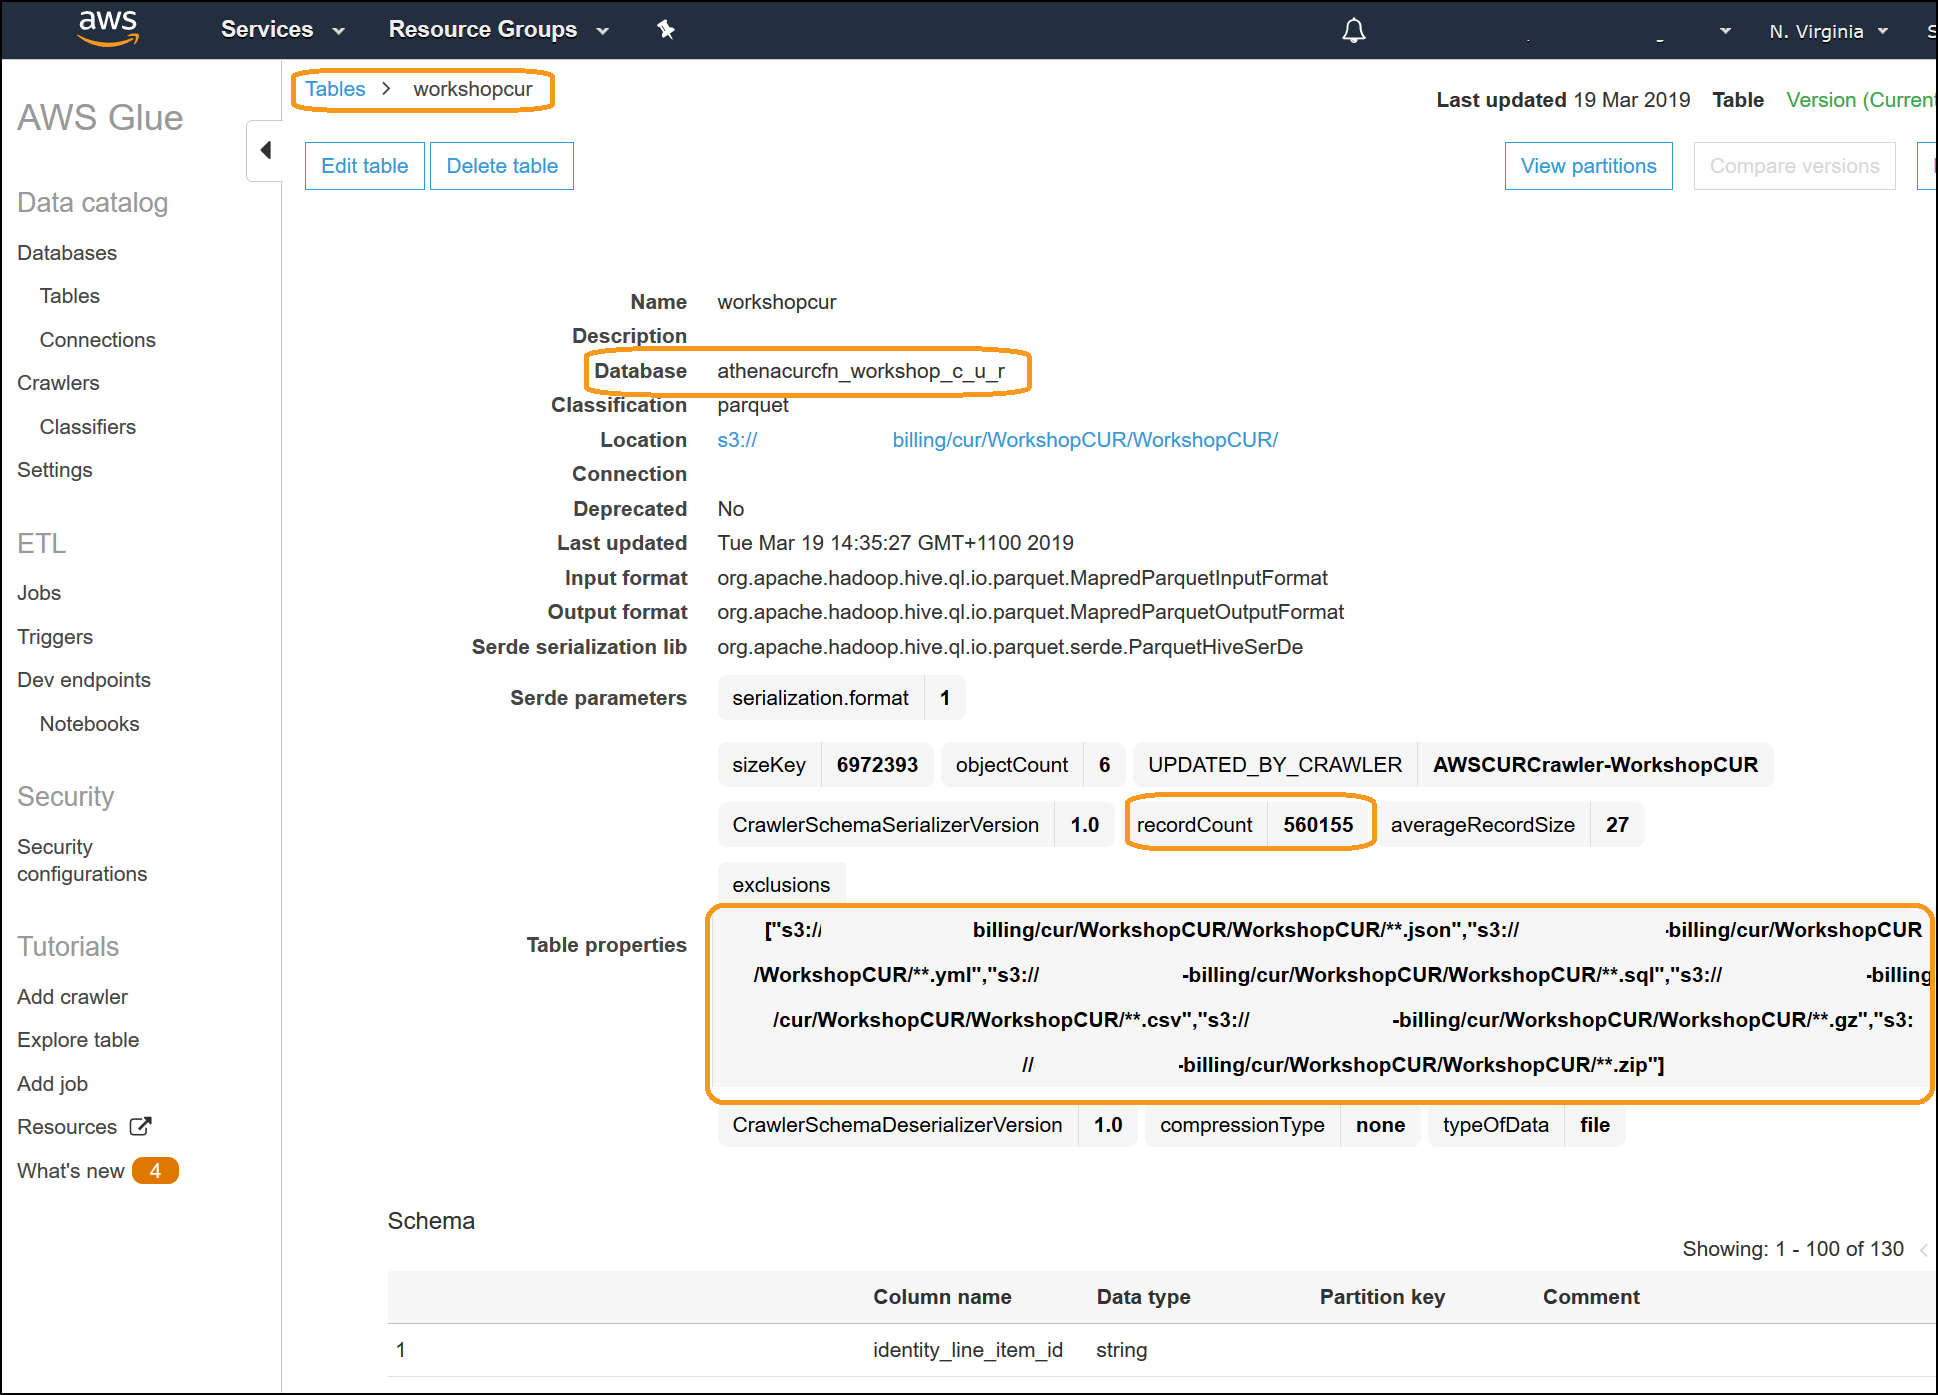 aws Services Resource Groups N. Virginia
Tables > workshopcur
Last updated 19 Mar 2019 Table Version (Current
AWS Glue
Edit table Delete table View partitions Compare versions
Data catalog
Databases
Tables
Connections
Crawlers
Classifiers
Settings
ETL
Jobs
Triggers
Dev endpoints
Notebooks
Security
Security
configurations
Tutorials
Add crawler
Explore table
Add job
Resources
What's new 4
Name workshopcur
Description
Database athenacurcfn_workshop_c_u_r
Classification parquet
Location s3:// billing/cur/WorkshopCUR/WorkshopCUR/
Connection
Deprecated No
Last updated Tue Mar 19 14:35:27 GMT+1100 2019
Input format org.apache.hadoop.hive.ql.io.parquet.MapredParquetInputFormat
Output format org.apache.hadoop.hive.ql.io.parquet.MapredParquetOutputFormat
Serde serialization lib org.apache.hadoop.hive.ql.io.parquet.serde.ParquetHiveSerDe
Serde parameters serialization.format 1
sizeKey 6972393 objectCount 6 UPDATED_BY_CRAWLER AWSCURCrawler-WorkshopCUR
CrawlerSchemaSerializerVersion 1.0 recordCount 560155 averageRecordSize 27
exclusions
Table properties
["s3:// billing/cur/WorkshopCUR/WorkshopCUR/**.json","s3:// -billing/cur/WorkshopCUR
/WorkshopCUR/**.yml","s3:// -billing/cur/WorkshopCUR/WorkshopCUR/**.sql","s3:// -billing
/cur/WorkshopCUR/WorkshopCUR/**.csv","s3:// -billing/cur/WorkshopCUR/WorkshopCUR/**.gz","s3:
// -billing/cur/WorkshopCUR/WorkshopCUR/**.zip"]
CrawlerSchemaDeserializerVersion 1.0 compressionType none typeOfData file
Schema
Showing: 1 - 100 of 130 <
Column name Data type Partition key Comment
1 identity_line_item_id string